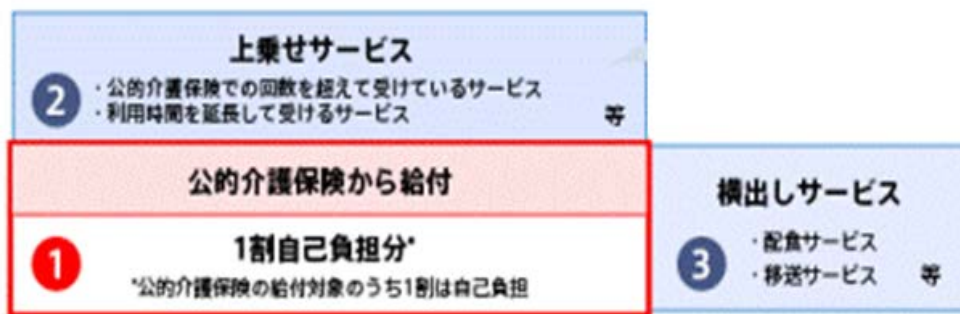 上乗せサービス
2
・公的介護保険での回数を超えて受けているサービス
・利用時間を延長して受けるサービス 等
公的介護保険から給付
1
1割自己負担分*
*公的介護保険の給付対象のうち1割は自己負担
横出しサービス
3
・配食サービス
・移送サービス 等